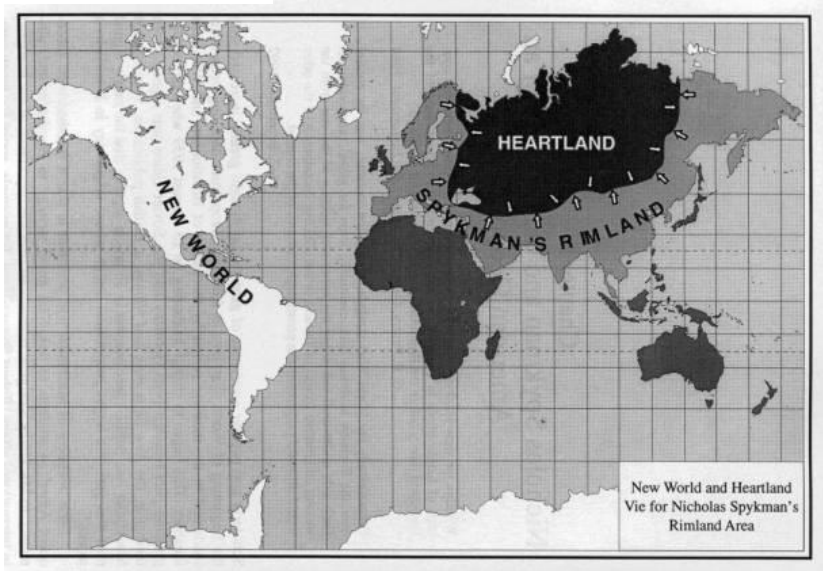 HEARTLAND
NEW WORLD
SPYKMAN'S RIMLAND
New World and Heartland
Vie for Nicholas Spykman's
Rimland Area